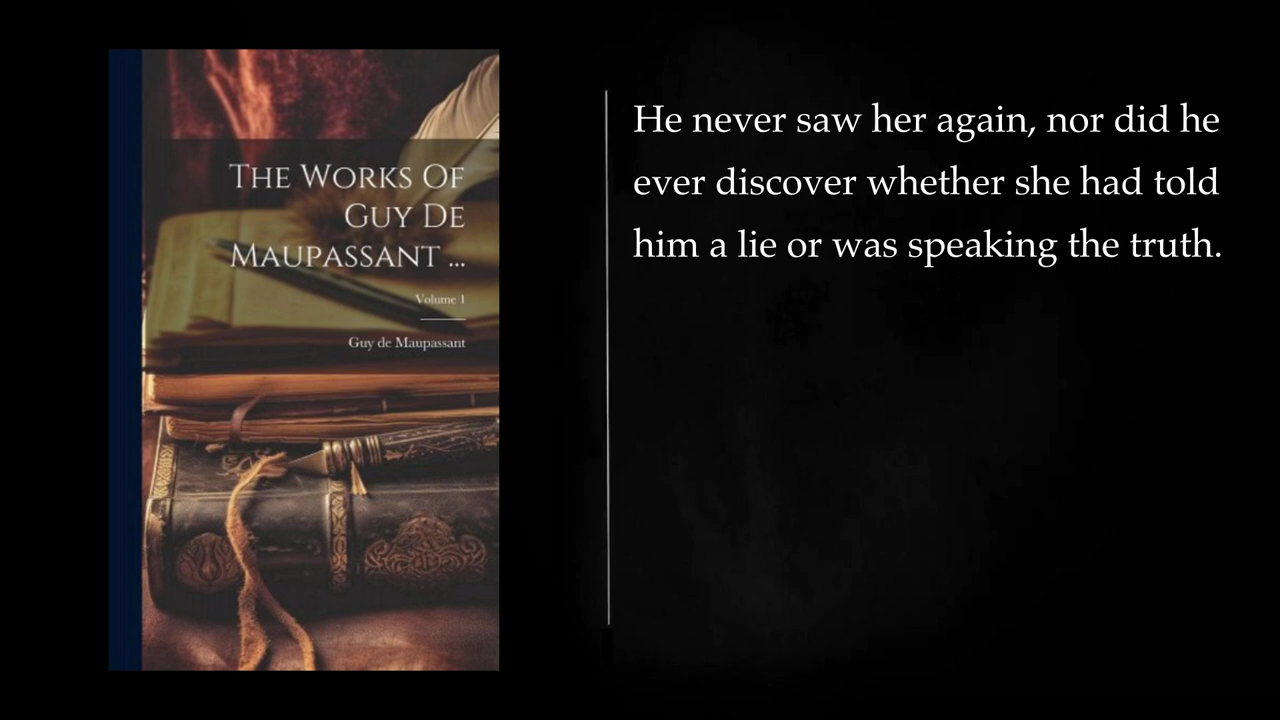 The Works Of
Guy De
Maupassant ...
Volume 1
Guy de Maupassant
He never saw her again, nor did he
ever discover whether she had told
him a lie or was speaking the truth.